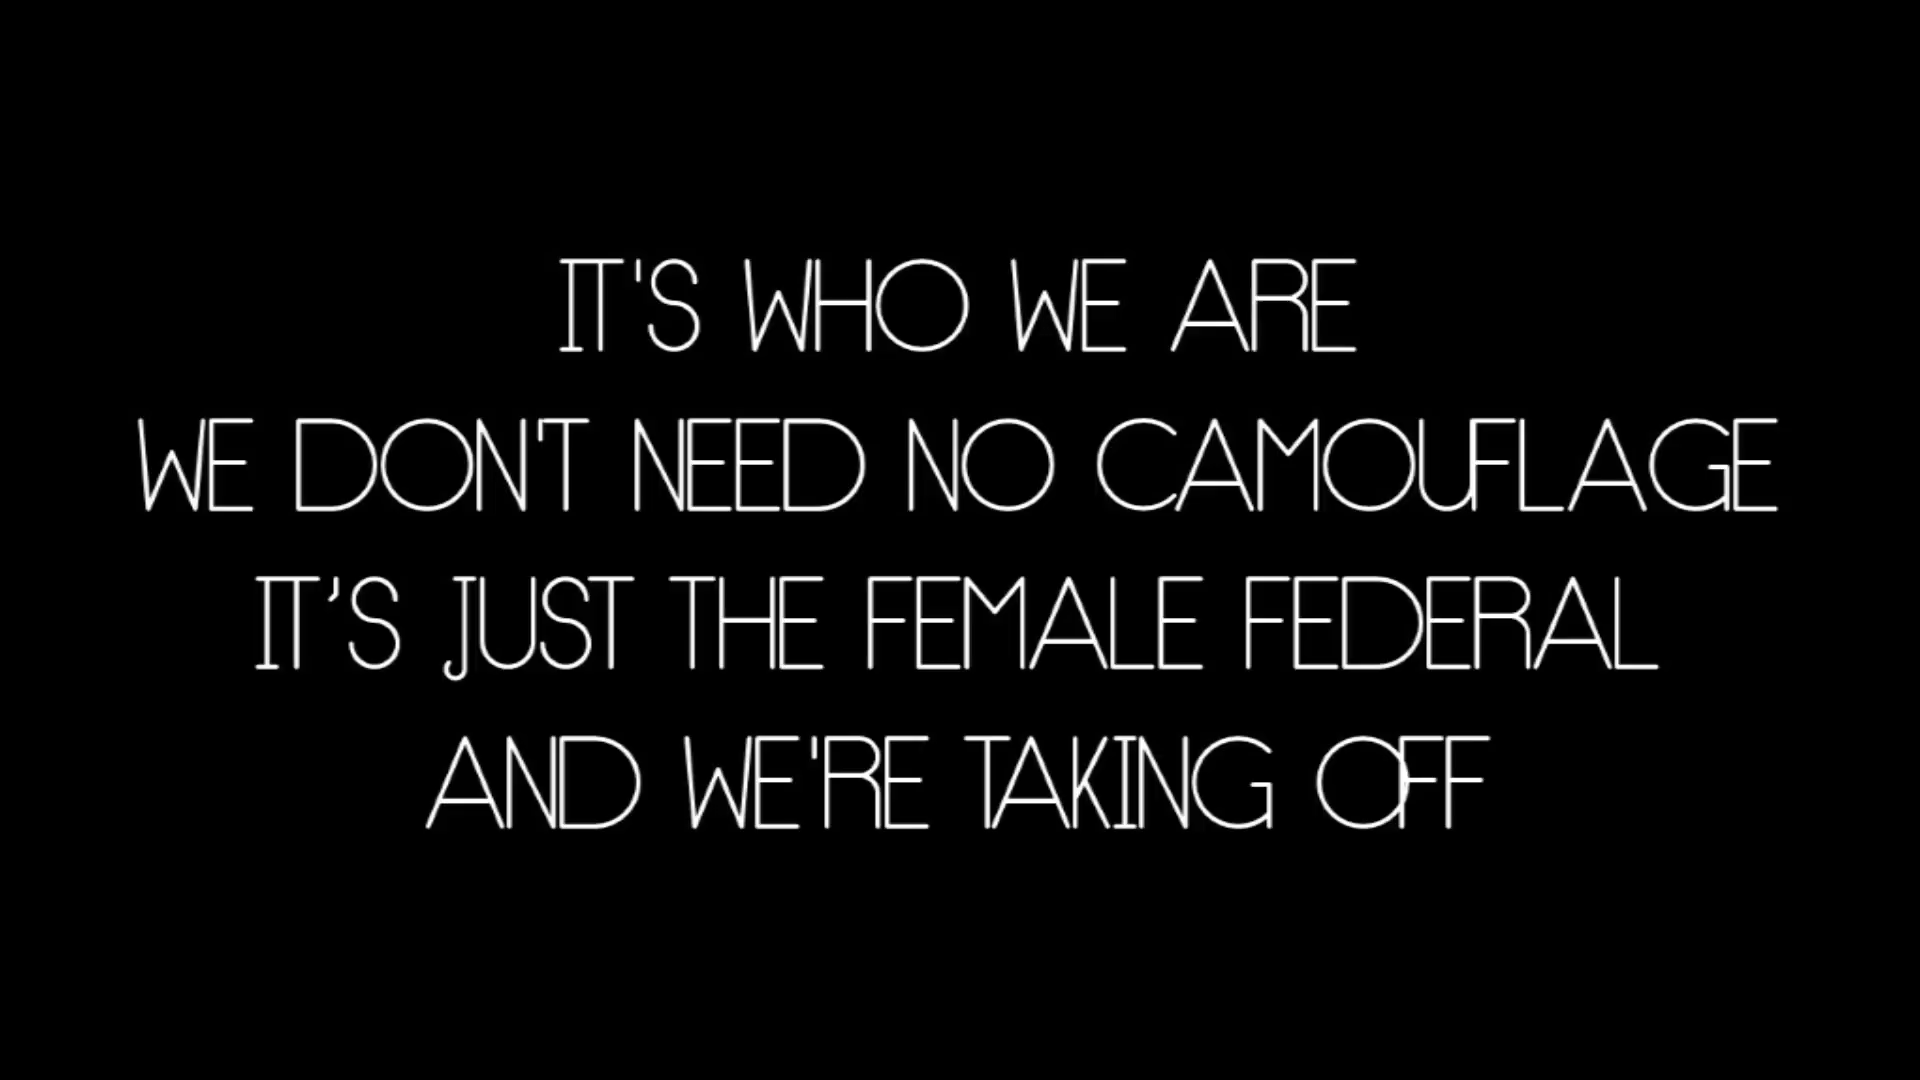 IT'S WHO WE ARE
WE DON'T NEED NO CAMOUFLAGE
IT'S JUST THE FEMALE FEDERAL
AND WE'RE TAKING OFF